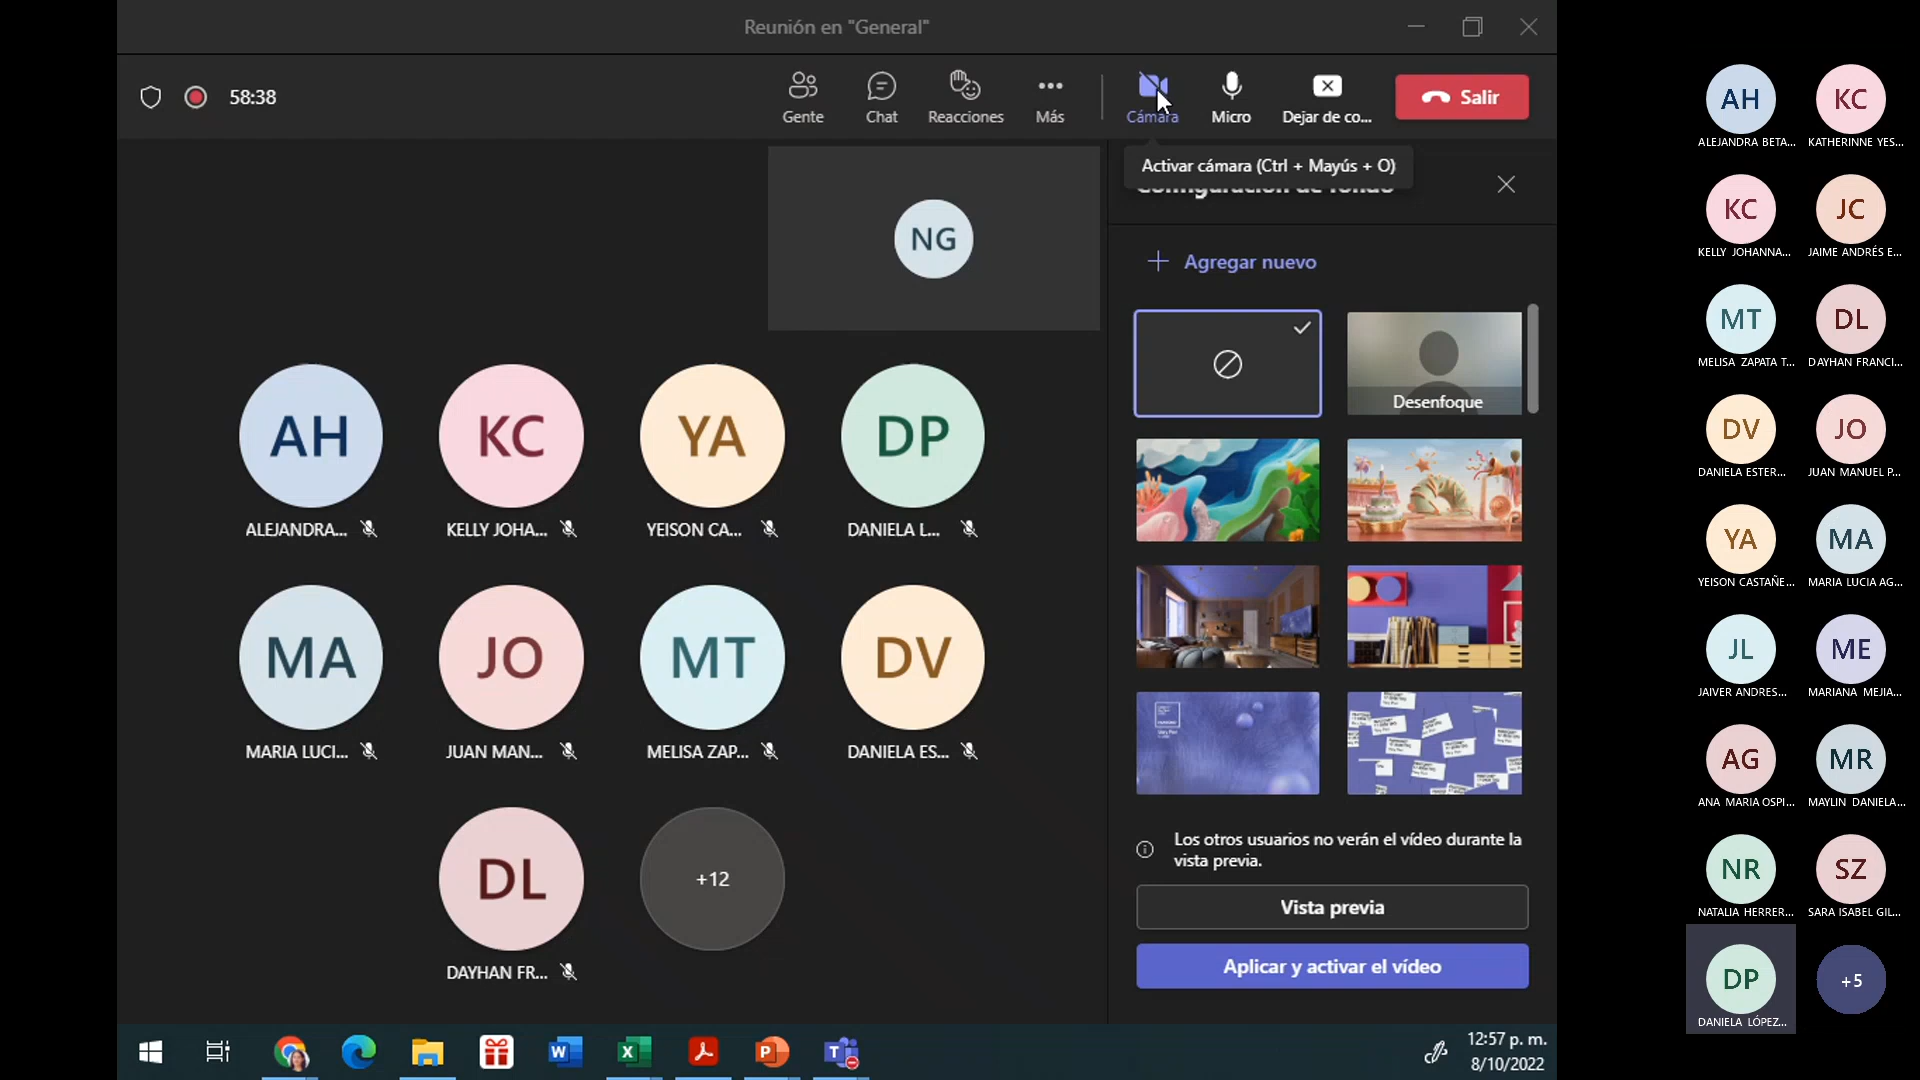 Reunión en "General"
58:38
Gente
Chat
Reacciones
Más
Cámara
Micro
Dejar de co...
Salir
Activar cámara (Ctrl + Mayús + O)
Configuración de fondo
NG
Agregar nuevo
Desenfoque
AH
KC
YA
DP
ALEJANDRA...
KELLY JOHA...
YEISON CA...
DANIELA L...
MA
JO
MT
DV
MARIA LUCI...
JUAN MAN...
MELISA ZAP...
DANIELA ES...
DL
+12
DAYHAN FR...
Los otros usuarios no verán el vídeo durante la
vista previa.
Vista previa
Aplicar y activar el vídeo
12:57 p. m.
8/10/2022
AH
KC
ALEJANDRA BETA...
KATHERINNE YES...
KC
JC
KELLY JOHANNA...
JAIME ANDRÉS E...
MT
DL
MELISA ZAPATA T...
DAYHAN FRANCI...
DV
JO
DANIELA ESTER...
JUAN MANUEL P...
YA
MA
YEISON CASTAÑE...
MARIA LUCIA AG...
JL
ME
JAIVER ANDRES...
MARIANA MEJIA...
AG
MR
ANA MARIA OSPI...
MAYLIN DANIELA...
NR
SZ
NATALIA HERRER...
SARA ISABEL GIL...
DP
+5
DANIELA LÓPEZ...